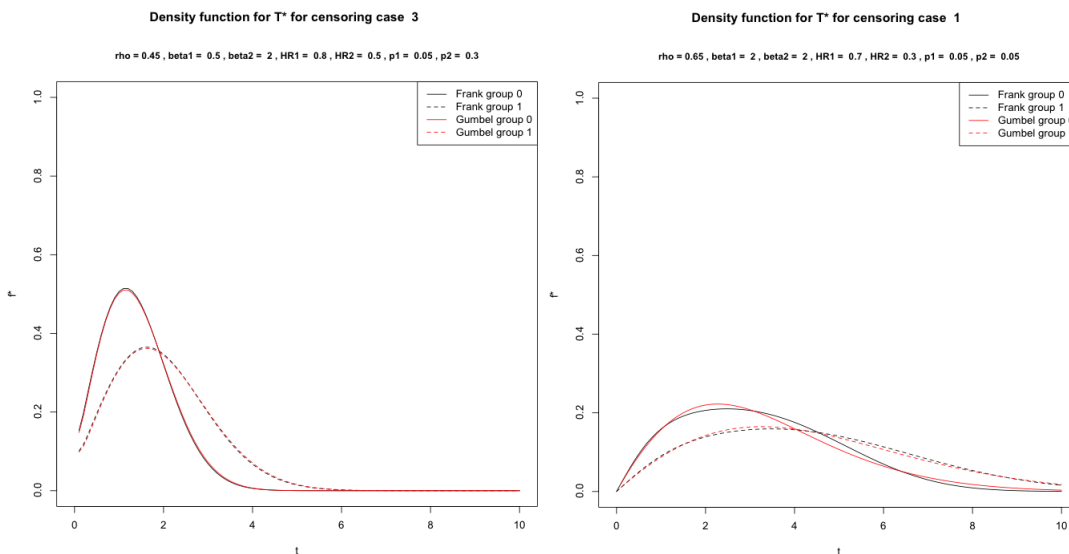 Density function for T* for censoring case 3
rho = 0.45 , beta1 = 0.5 , beta2 = 2 , HR1 = 0.8 , HR2 = 0.5 , p1 = 0.05 , p2 = 0.3
1.0
0.8
0.6
0.4
0.2
0.0
f*
Frank group 0
Frank group 1
Gumbel group 0
Gumbel group 1
0 2 4 6 8 10
t
Density function for T* for censoring case 1
rho = 0.65 , beta1 = 2 , beta2 = 2 , HR1 = 0.7 , HR2 = 0.3 , p1 = 0.05 , p2 = 0.05
1.0
0.8
0.6
0.4
0.2
0.0
f*
Frank group 0
Frank group 1
Gumbel group
Gumbel group
0 2 4 6 8 10
t